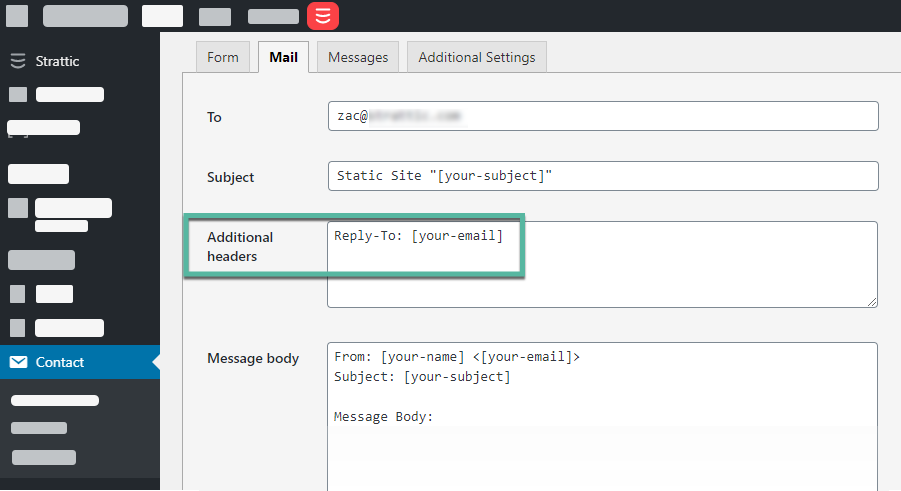 Strattic
Contact
Form
Mail
Messages
Additional Settings
To
zac@
Subject
Static Site "[your-subject]"
Additional
headers
Reply-To: [your-email]
Message body
From: [your-name] <[your-email]>
Subject: [your-subject]
Message Body: